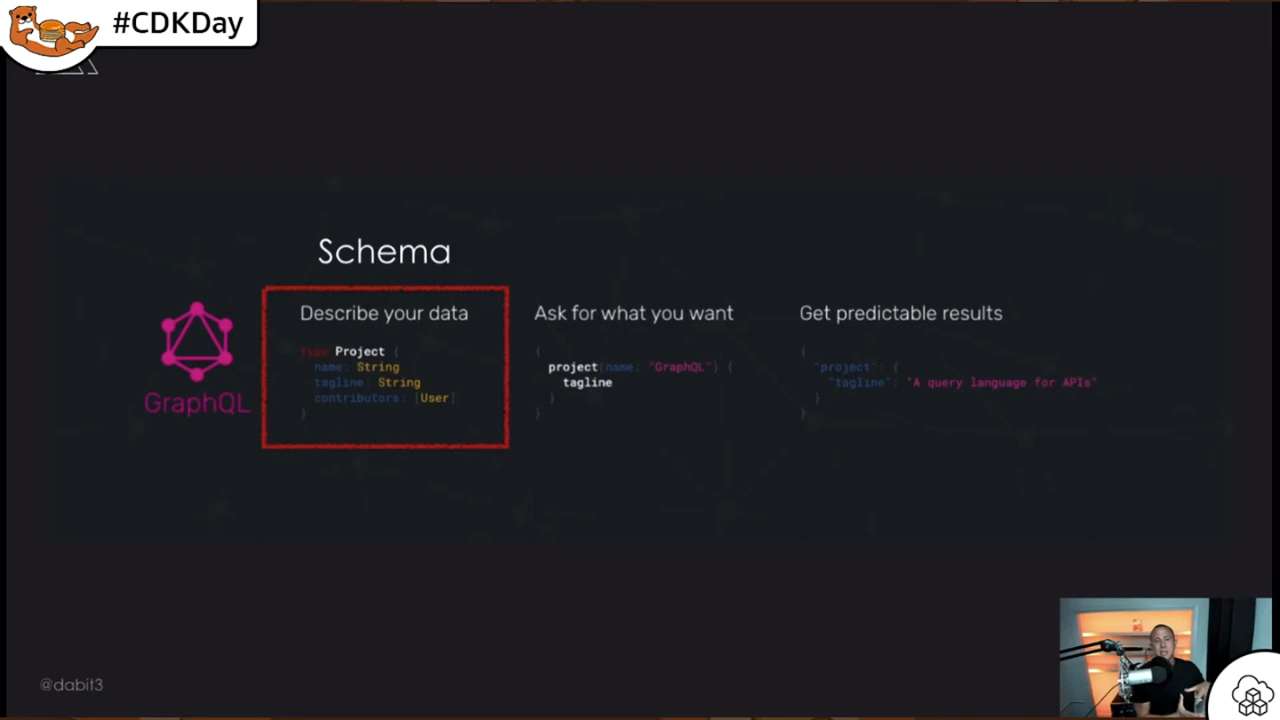 #CDKDay
Schema
Describe your data
type Project {
name: String
tagline: String
contributors: [User]
}
Ask for what you want
{
project(name: "GraphQL") {
tagline
}
}
Get predictable results
{
"project": {
"tagline": "A query language for APIs"
}
}
GraphQL
@dabit3